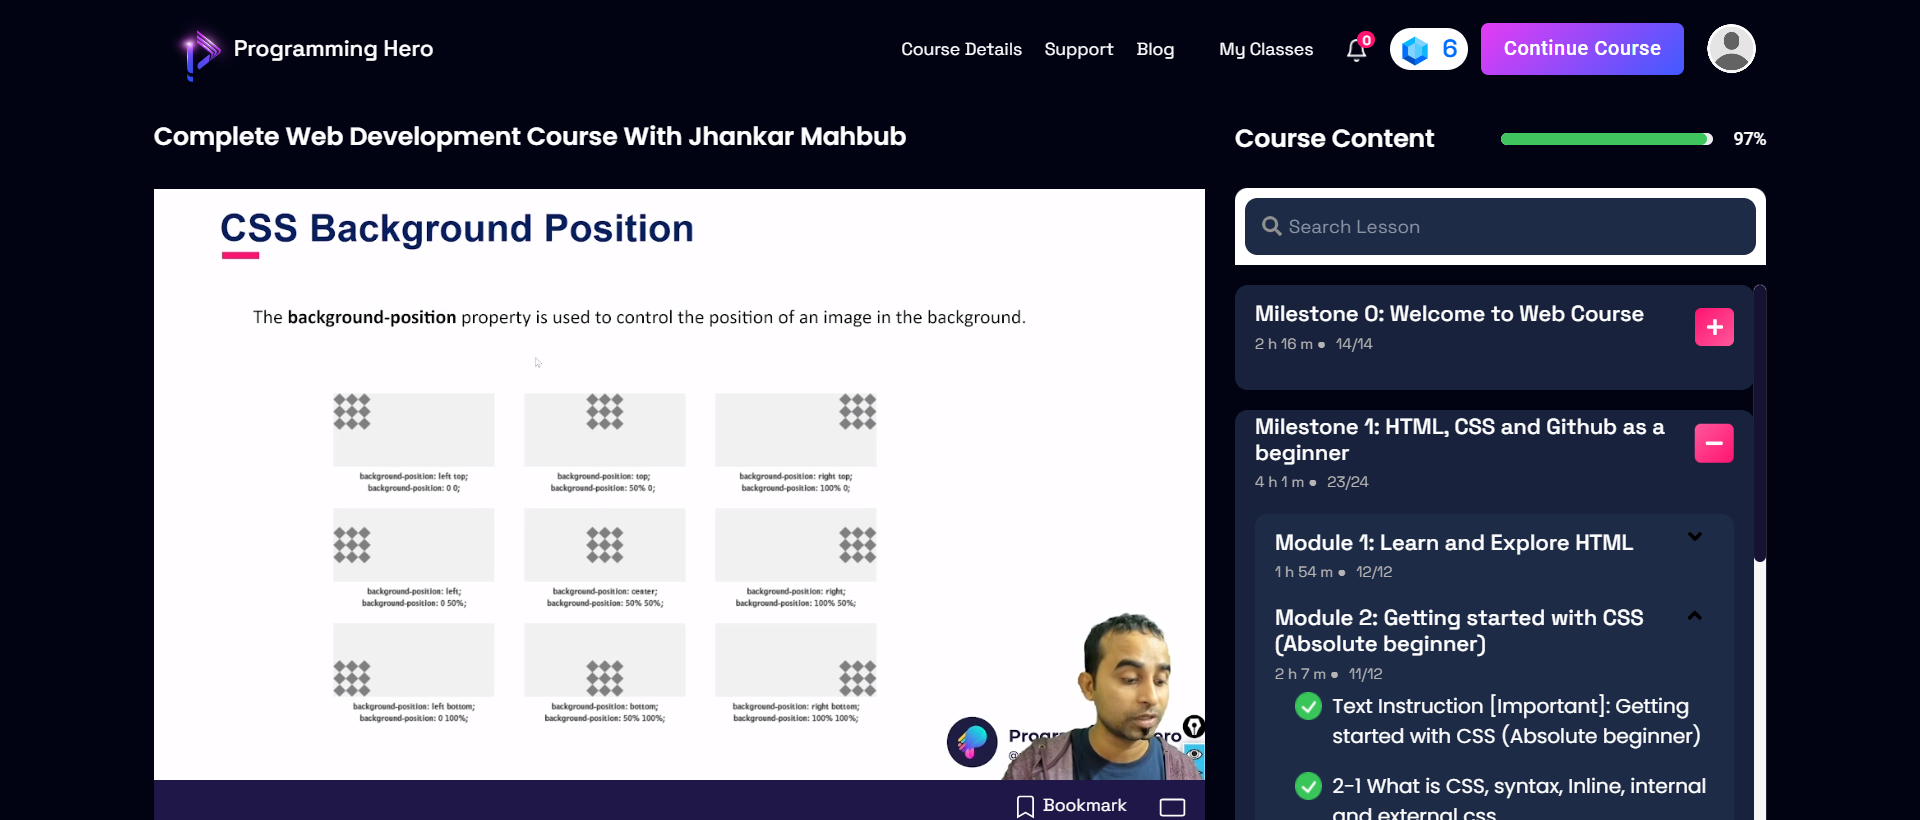 Programming Hero
Course Details
Support
Blog
My Classes
0
6
Continue Course
Complete Web Development Course With Jhankar Mahbub
Course Content
97%
CSS Background Position
The background-position property is used to control the position of an image in the background.
background-position: left top;
background-position: 0 0;
background-position: top;
background-position: 50% 0;
background-position: right top;
background-position: 100% 0;
background-position: left;
background-position: 0 50%;
background-position: center;
background-position: 50% 50%;
background-position: right;
background-position: 100% 50%;
background-position: left bottom;
background-position: 0 100%;
background-position: bottom;
background-position: 50% 100%;
background-position: right bottom;
background-position: 100% 100%;
Bookmark
Search Lesson
Milestone 0: Welcome to Web Course
2 h 16 m ● 14/14
Milestone 1: HTML, CSS and Github as a
beginner
4 h 1 m ● 23/24
Module 1: Learn and Explore HTML
1 h 54 m ● 12/12
Module 2: Getting started with CSS
(Absolute beginner)
2 h 7 m ● 11/12
Text Instruction [Important]: Getting
started with CSS (Absolute beginner)
2-1 What is CSS, syntax, Inline, internal
and external css